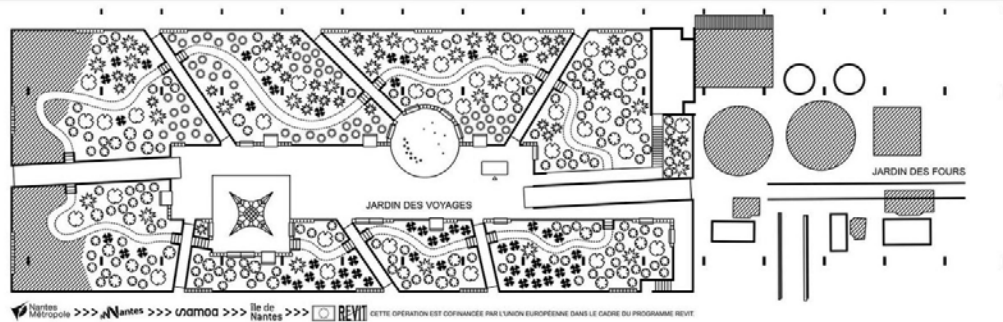 JARDIN DES FOURS
JARDIN DES VOYAGES
Nantes Métropole >>> Nantes >>> samoa >>> île de Nantes >>> REVIT CETTE OPÉRATION EST COFINANCÉE PAR L'UNION EUROPÉENNE DANS LE CADRE DU PROGRAMME REVIT.